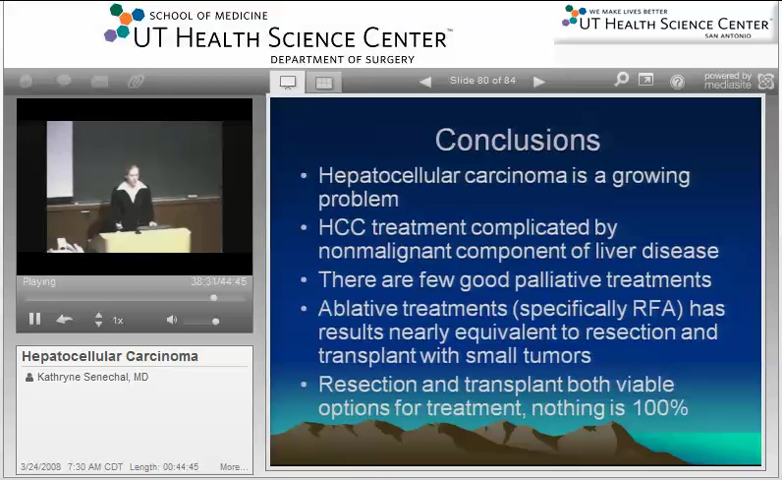 SCHOOL OF MEDICINE
UT HEALTH SCIENCE CENTER™
DEPARTMENT OF SURGERY
WE MAKE LIVES BETTER
UT HEALTH SCIENCE CENTER
SAN ANTONIO
Slide 80 of 84
powered by
mediasite
Playing
38:31/44:45
1x
Hepatocellular Carcinoma
Kathryne Senechal, MD
3/24/2008 7:30 AM CDT Length: 00:44:45 More...
Conclusions
• Hepatocellular carcinoma is a growing
problem
• HCC treatment complicated by
nonmalignant component of liver disease
• There are few good palliative treatments
• Ablative treatments (specifically RFA) has
results nearly equivalent to resection and
transplant with small tumors
• Resection and transplant both viable
options for treatment, nothing is 100%